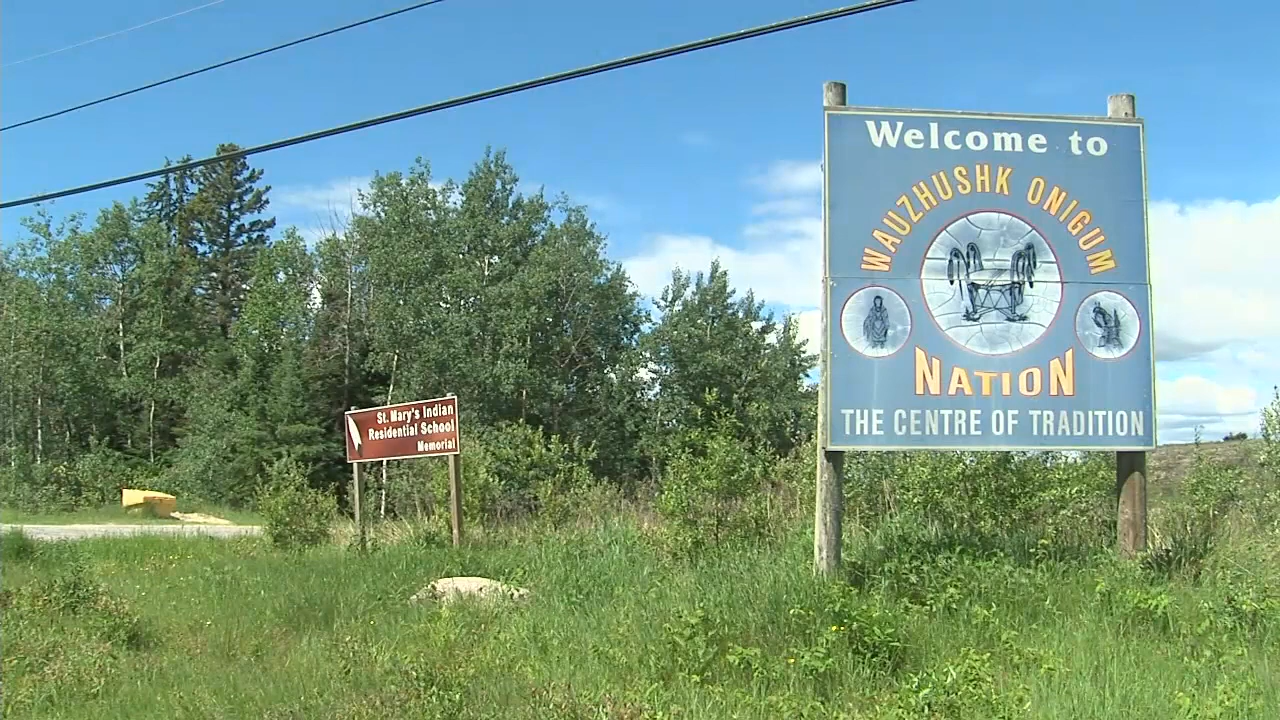 Welcome to
WAUZHUSHK ONIGUM
NATION
THE CENTRE OF TRADITION
St. Mary's Indian
Residential School
Memorial